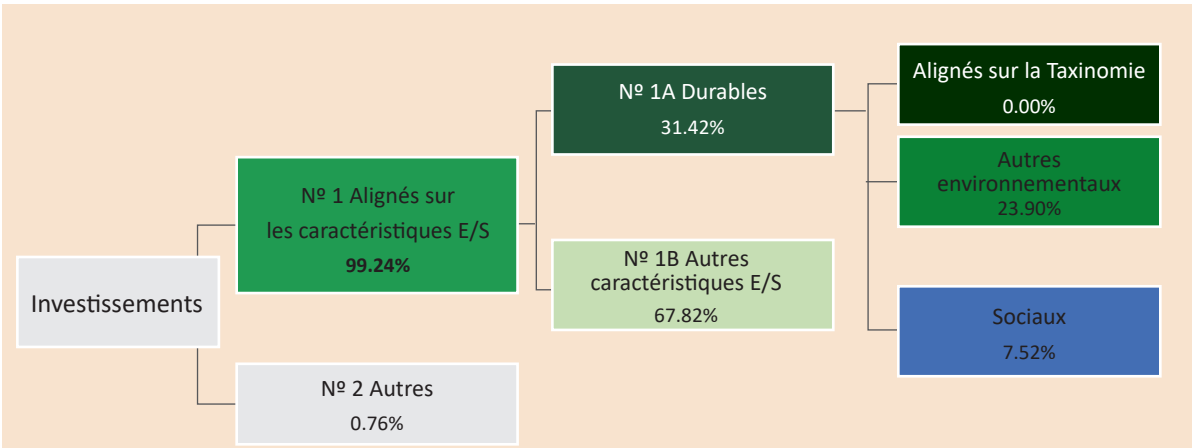 Investissements
Nº 1 Alignés sur
les caractéristiques E/S
99.24%
Nº 2 Autres
0.76%
Nº 1A Durables
31.42%
Nº 1B Autres
caractéristiques E/S
67.82%
Alignés sur la Taxinomie
0.00%
Autres
environnementaux
23.90%
Sociaux
7.52%